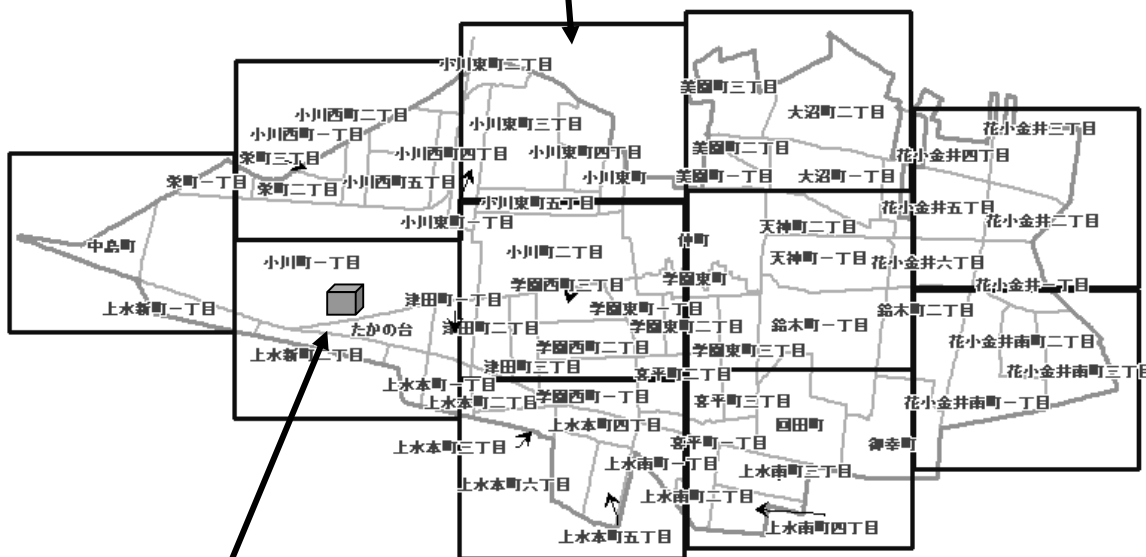 小川東町二丁目
美園町三丁目
小川西町二丁目
大沼町二丁目
小川西町一丁目
小川東町三丁目
花小金井三丁目
栄町三丁目
小川西町四丁目
小川東町四丁目
美園町二丁目
花小金井四丁目
栄町一丁目
栄町二丁目
小川西町五丁目
小川東町
美園町一丁目
大沼町一丁目
小川東町五丁目
花小金井五丁目
小川東町一丁目
天神町二丁目
花小金井二丁目
中島町
小川町二丁目
仲町
小川町一丁目
天神町一丁目
花小金井六丁目
学園西町三丁目
学園東町
花小金井一丁目
津田町一丁目
上水新町一丁目
学園東町一丁目
鈴木町二丁目
たかの台
津田町二丁目
学園東町二丁目
鈴木町一丁目
上水新町二丁目
学園西町二丁目
学園東町三丁目
花小金井南町二丁目
津田町三丁目
喜平町二丁目
花小金井南町三丁目
上水本町一丁目
上水本町二丁目
学園西町一丁目
喜平町三丁目
花小金井南町一丁目
上水本町四丁目
回田町
上水本町三丁目
喜平町一丁目
御幸町
上水南町一丁目
上水南町三丁目
上水本町六丁目
上水南町二丁目
上水本町五丁目
上水南町四丁目